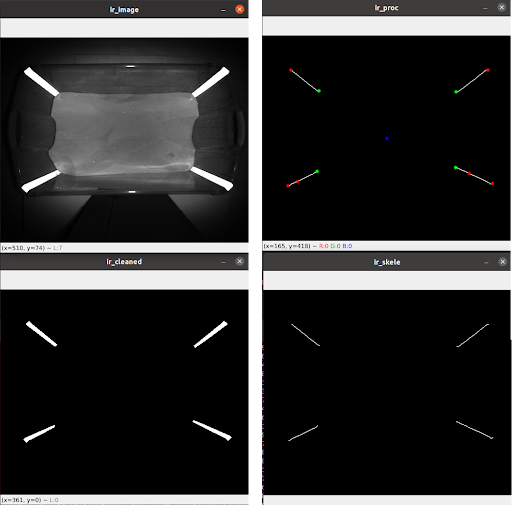 ir_image
ir_proc
(x=510, y=74) ~ L:7
(x=165, y=418) ~ R:0 G:0 B:0
ir_cleaned
ir_skele
(x=361, y=0) ~ L:0